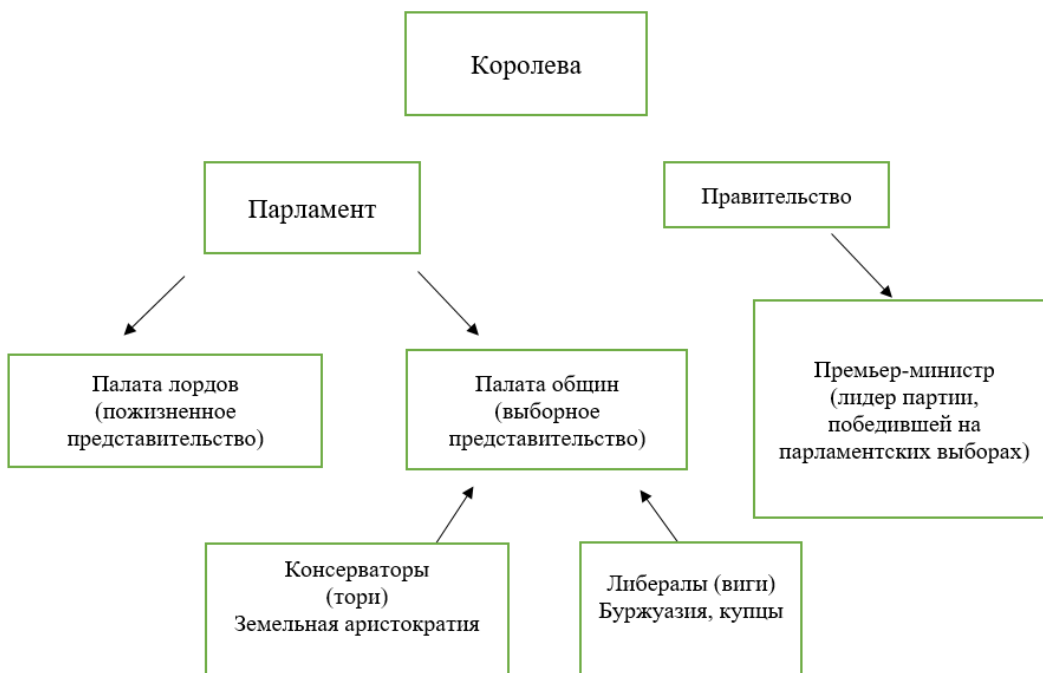 Королева
Парламент
Правительство
Палата лордов
(пожизненное
представительство)
Палата общин
(выборное
представительство)
Премьер-министр
(лидер партии,
победившей на
парламентских выборах)
Консерваторы
(тори)
Земельная аристократия
Либералы (виги)
Буржуазия, купцы